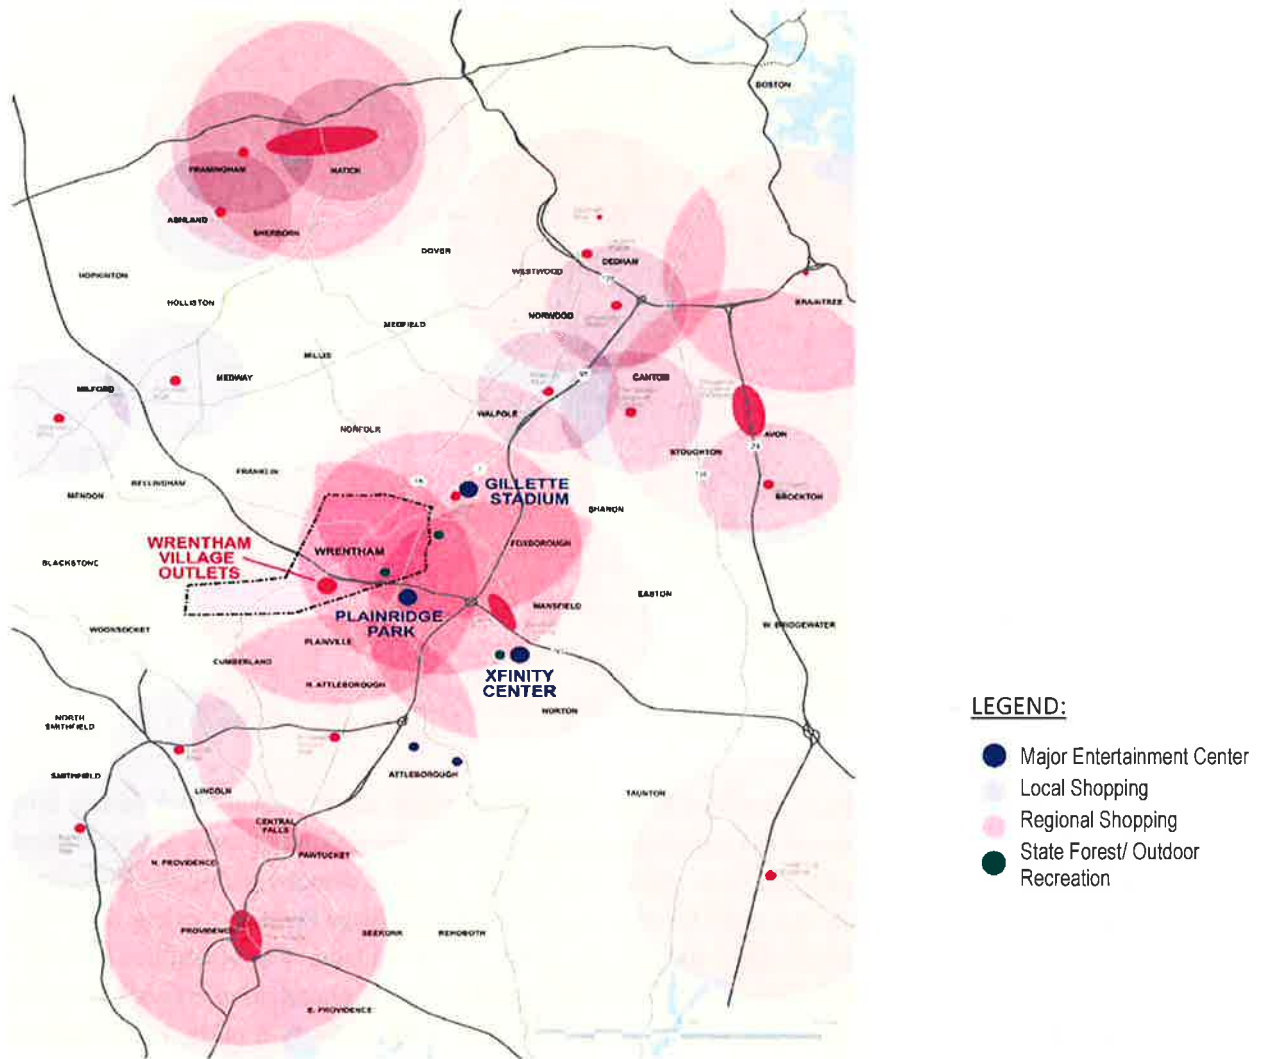 BOSTON
FRAMINGHAM
NATICK
ASHLAND
SHERBORN
DOVER
WESTWOOD
DEDHAM
HOPKINTON
HOLLISTON
NORWOOD
BRAINTREE
MEDFIELD
MILLIS
MEDWAY
MILFORD
CANTON
95
WALPOLE
NORFOLK
AVON
STOUGHTON
24
FRANKLIN
BELLINGHAM
MENDON
1
GILLETTE
STADIUM
BROCKTON
SHARON
WRENTHAM
VILLAGE
OUTLETS
WRENTHAM
FOXBOROUGH
BLACKSTONE
EASTON
MANSFIELD
PLAINRIDGE
PARK
W. BRIDGEWATER
WOONSOCKET
PLAINVILLE
CUMBERLAND
XFINITY
CENTER
N. ATTLEBOROUGH
NORTON
NORTH
SMITHFIELD
SMITHFIELD
ATTLEBOROUGH
LINCOLN
TAUNTON
CENTRAL
FALLS
PAWTUCKET
N. PROVIDENCE
PROVIDENCE
SEEKONK
REHOBOTH
E. PROVIDENCE
LEGEND:
Major Entertainment Center
Local Shopping
Regional Shopping
State Forest/ Outdoor
Recreation